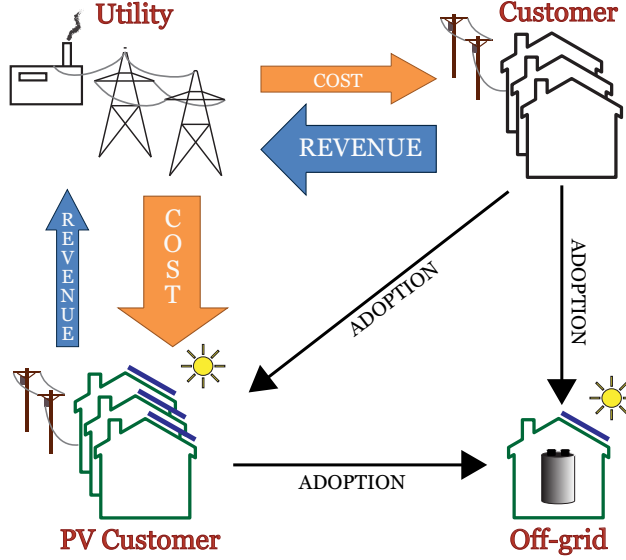 Utility
Customer
COST
REVENUE
REVENUE
COST
ADOPTION
ADOPTION
ADOPTION
PV Customer
Off-grid